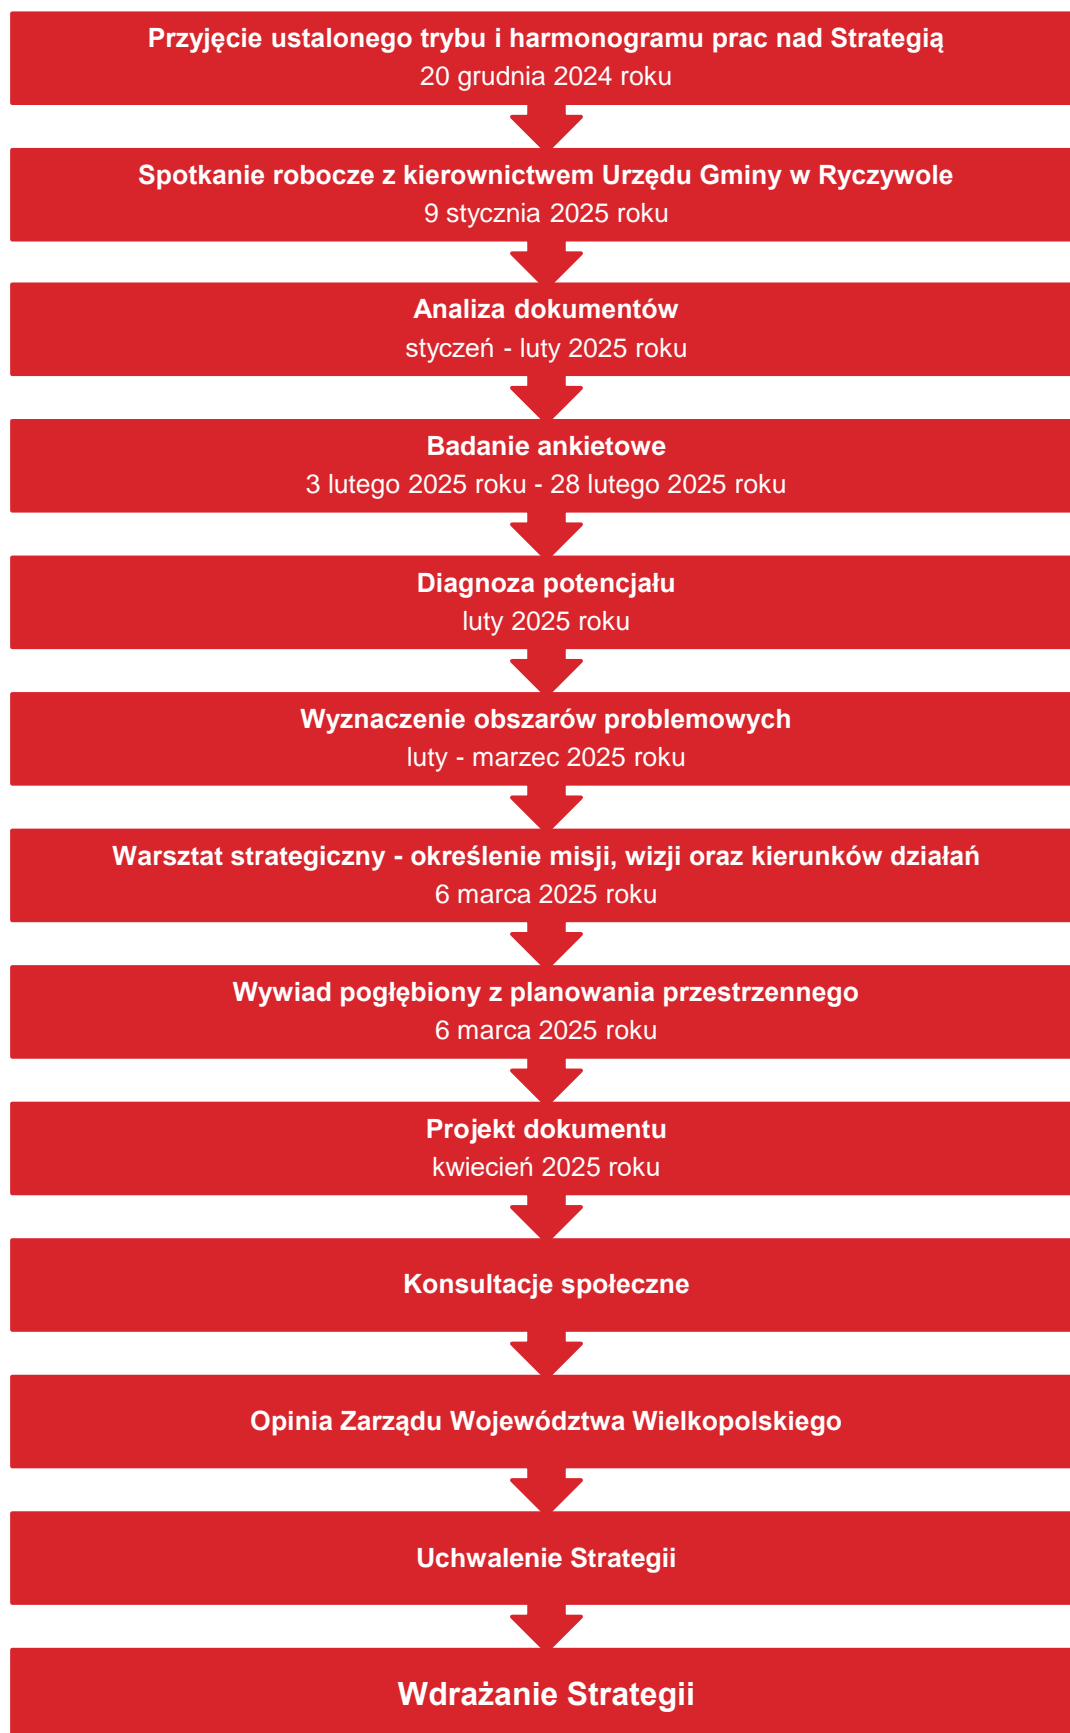 Przyjęcie ustalonego trybu i harmonogramu prac nad Strategią
20 grudnia 2024 roku
Spotkanie robocze z kierownictwem Urzędu Gminy w Ryczywole
9 stycznia 2025 roku
Analiza dokumentów
styczeń - luty 2025 roku
Badanie ankietowe
3 lutego 2025 roku - 28 lutego 2025 roku
Diagnoza potencjału
luty 2025 roku
Wyznaczenie obszarów problemowych
luty - marzec 2025 roku
Warsztat strategiczny - określenie misji, wizji oraz kierunków działań
6 marca 2025 roku
Wywiad pogłębiony z planowania przestrzennego
6 marca 2025 roku
Projekt dokumentu
kwiecień 2025 roku
Konsultacje społeczne
Opinia Zarządu Województwa Wielkopolskiego
Uchwalenie Strategii
Wdrażanie Strategii